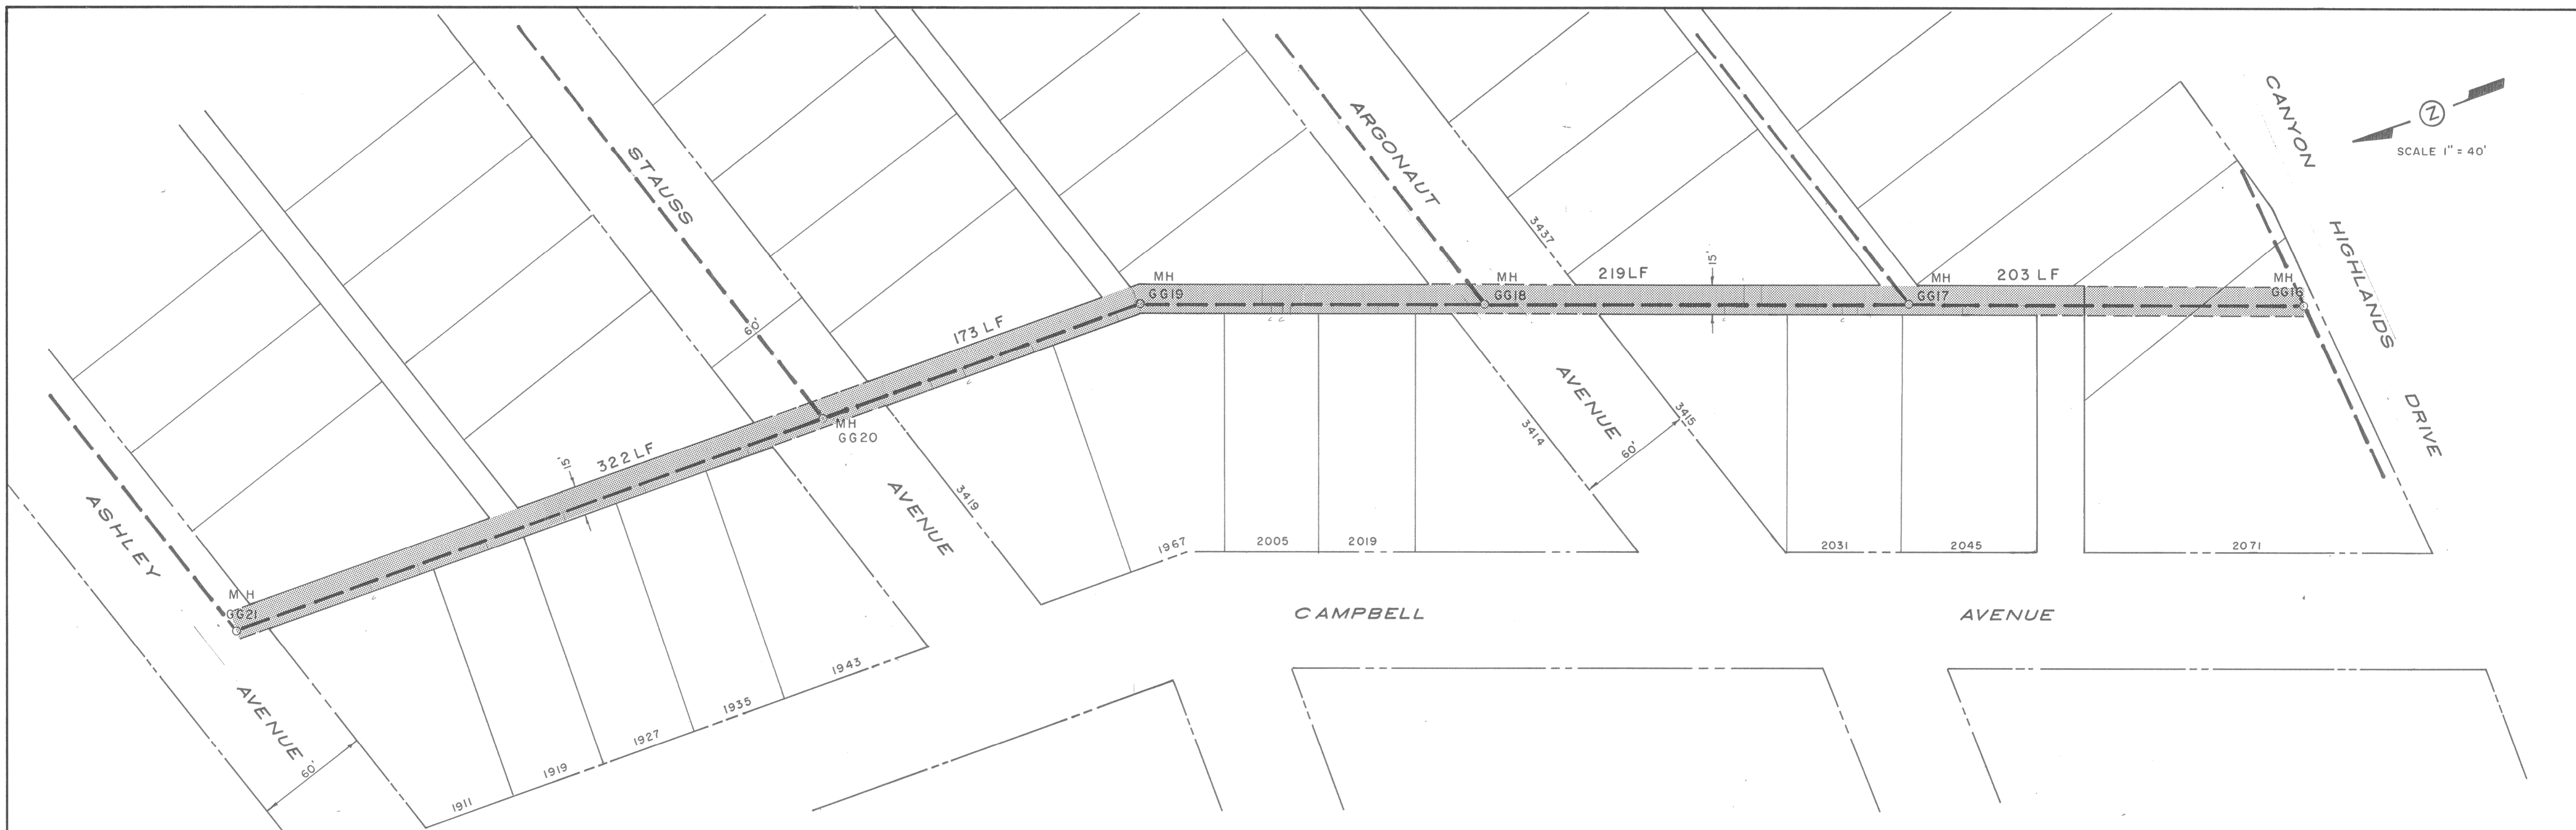 CANYON
HIGHLANDS
DRIVE
N
SCALE 1" = 40'
STAUSS
AVENUE
60'
ARGONAUT
AVENUE
60'
ASHLEY
AVENUE
60'
MH
GG21
322 LF
15'
MH
GG20
173 LF
MH
GG19
MH
GG18
219 LF
15'
MH
GG17
203 LF
MH
GG16
3437
3415
3414
3419
1911
1919
1927
1935
1943
1967
2005
2019
2031
2045
2071
CAMPBELL
AVENUE